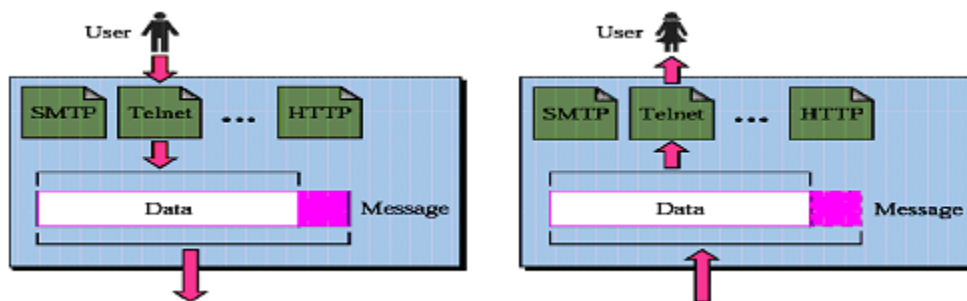 User
SMTP Telnet ... HTTP
Data Message
User
SMTP Telnet ... HTTP
Data Message